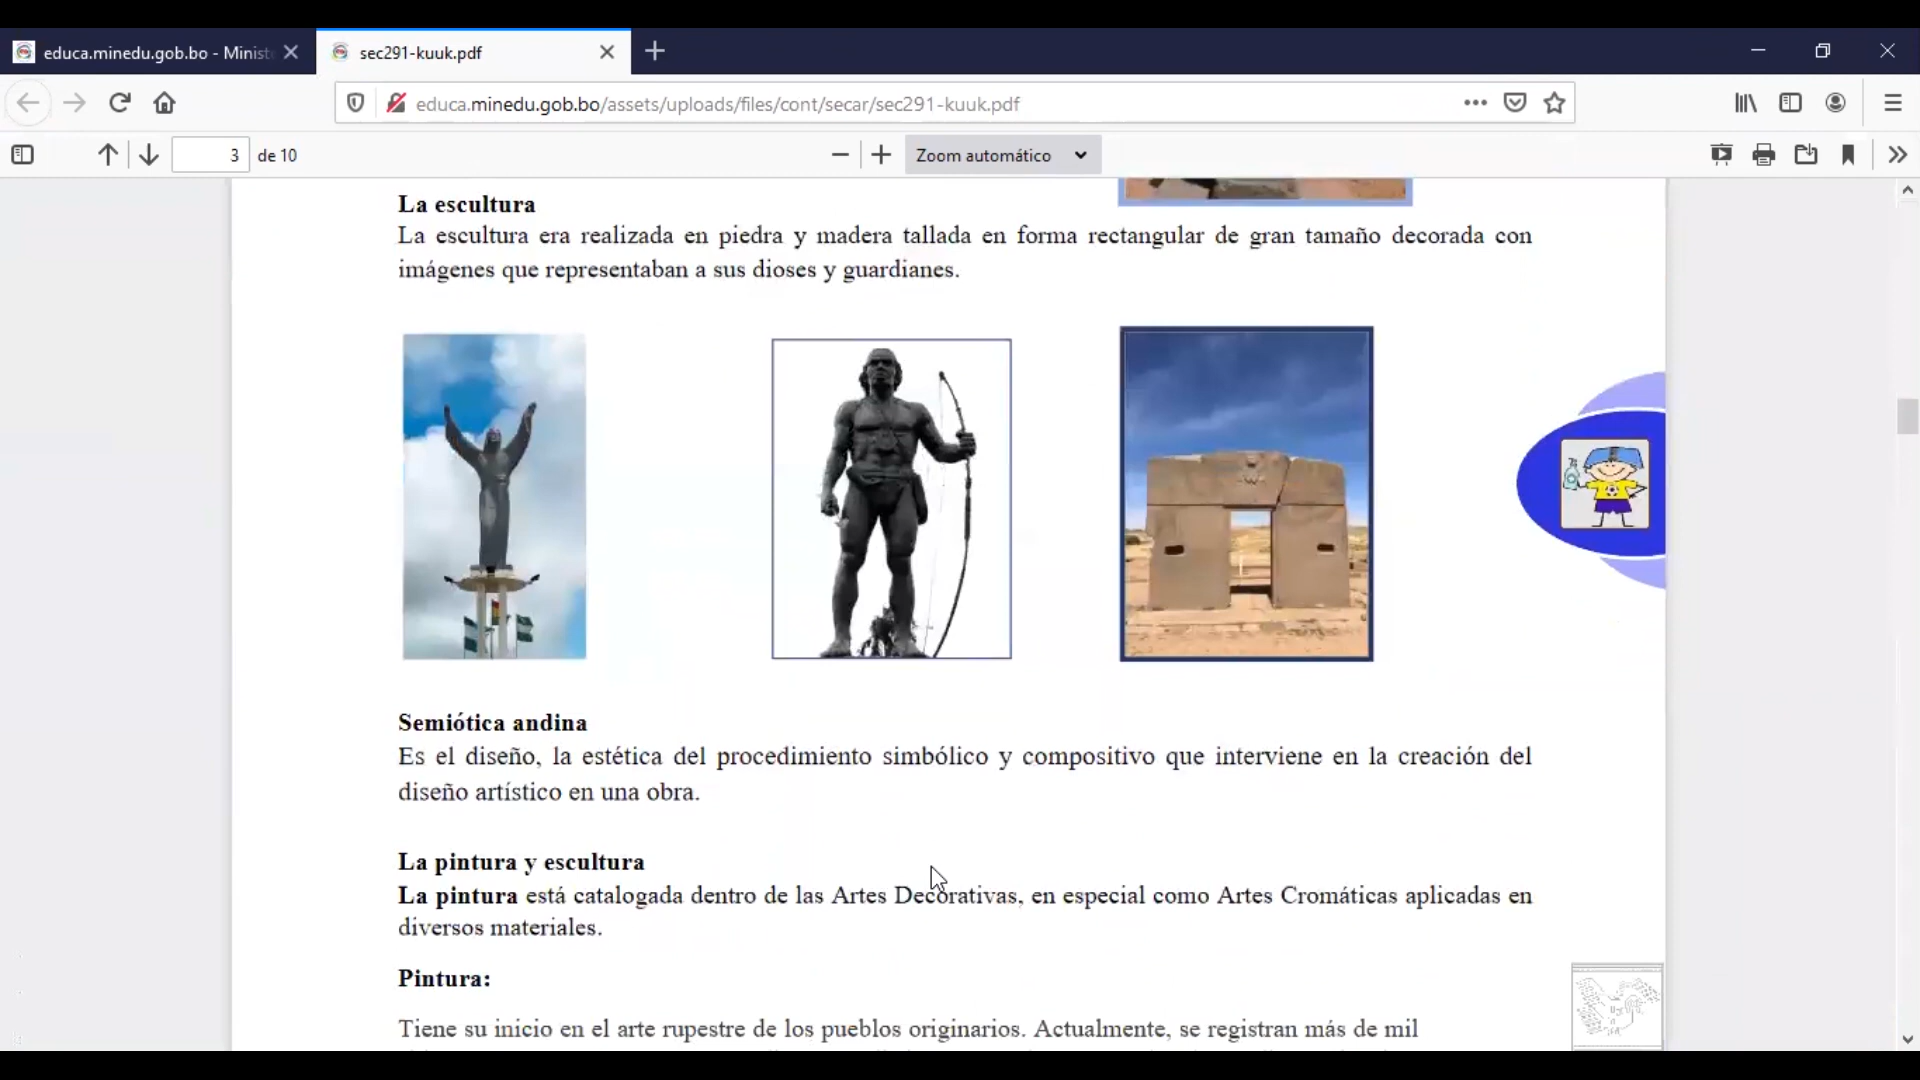 educa.minedu.gob.bo - Minist
sec291-kuuk.pdf
educa.minedu.gob.bo/assets/uploads/files/cont/secar/sec291-kuuk.pdf
3 de 10
Zoom automático
La escultura
La escultura era realizada en piedra y madera tallada en forma rectangular de gran tamaño decorada con
imágenes que representaban a sus dioses y guardianes.
Semiótica andina
Es el diseño, la estética del procedimiento simbólico y compositivo que interviene en la creación del
diseño artístico en una obra.
La pintura y escultura
La pintura está catalogada dentro de las Artes Decorativas, en especial como Artes Cromáticas aplicadas en
diversos materiales.
Pintura:
Tiene su inicio en el arte rupestre de los pueblos originarios. Actualmente, se registran más de mil